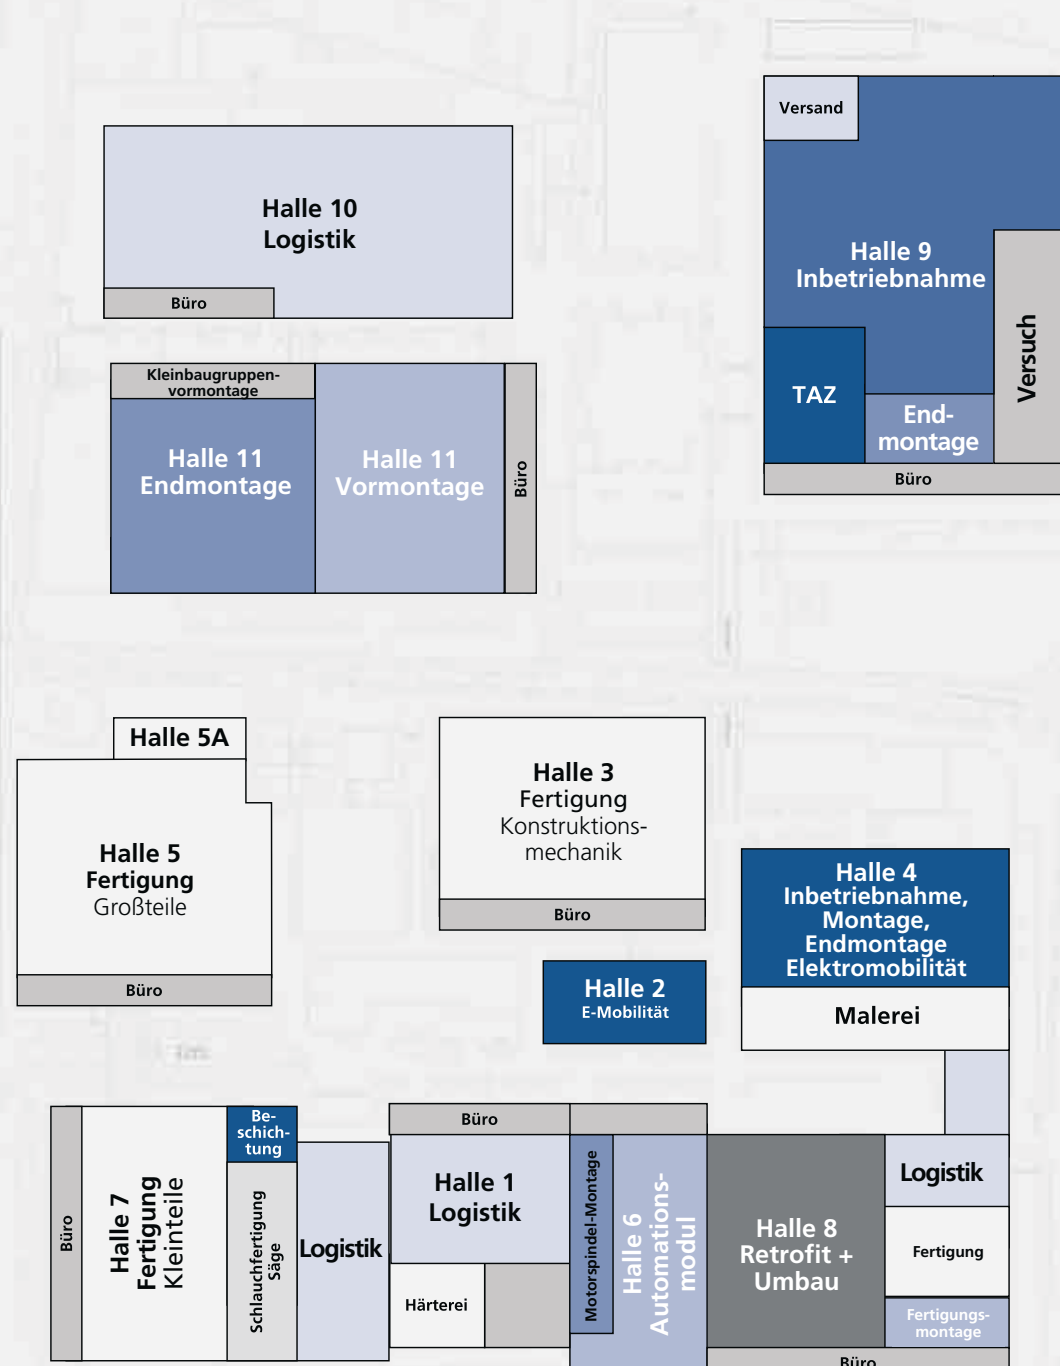 Versand
Halle 10
Logistik
Büro
Halle 9
Inbetriebnahme
Versuch
TAZ
End-
montage
Büro
Kleinbaugruppen-
vormontage
Halle 11
Endmontage
Halle 11
Vormontage
Büro
Halle 5A
Halle 5
Fertigung
Großteile
Büro
Halle 3
Fertigung
Konstruktions-
mechanik
Büro
Halle 4
Inbetriebnahme,
Montage,
Endmontage
Elektromobilität
Malerei
Halle 2
E-Mobilität
Büro
Halle 7
Fertigung
Kleinteile
Be-
schich-
tung
Schlauchfertigung
Säge
Logistik
Büro
Halle 1
Logistik
Härterei
Motorspindel-Montage
Halle 6
Automations-
modul
Halle 8
Retrofit +
Umbau
Logistik
Fertigung
Fertigungs-
montage
Büro